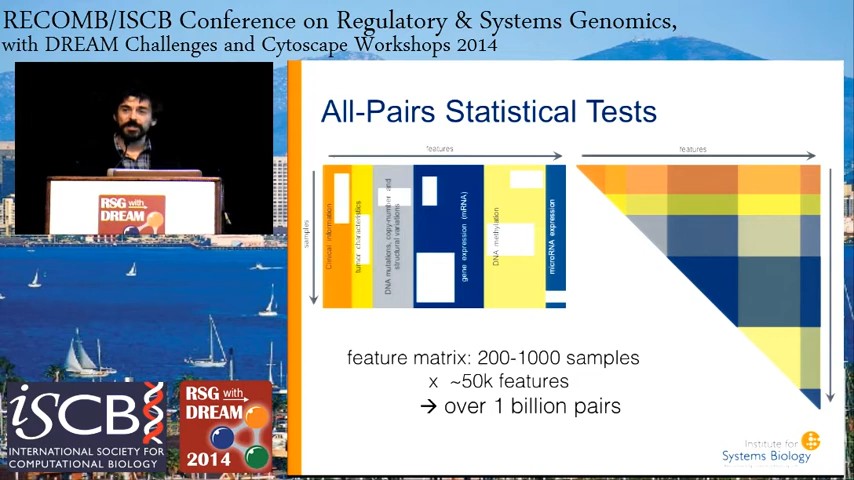 RECOMB/ISCB Conference on Regulatory & Systems Genomics,
with DREAM Challenges and Cytoscape Workshops 2014
RSG with
DREAM
All-Pairs Statistical Tests
features
samples
Clinical information
tumor characteristics
DNA mutations, copy-number and
structural variations
gene expression (mRNA)
DNA methylation
microRNA expression
features
feature matrix: 200-1000 samples
x ~50k features
→ over 1 billion pairs
iSCB
INTERNATIONAL SOCIETY FOR
COMPUTATIONAL BIOLOGY
RSG with
DREAM
2014
Institute for
Systems Biology